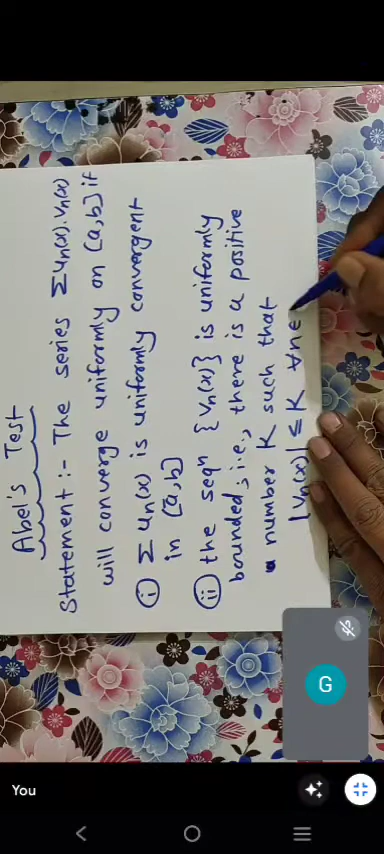 Abel's Test
Statement :- The series Σ un(x). vn(x)
will converge uniformly on [a,b] if
(i) Σ un(x) is uniformly convergent
in [a,b]
(ii) the seqn {vn(x)} is uniformly
bounded, i.e., there is a positive
number K such that
|vn(x)| ≤ K ∀ n ∈
G
You